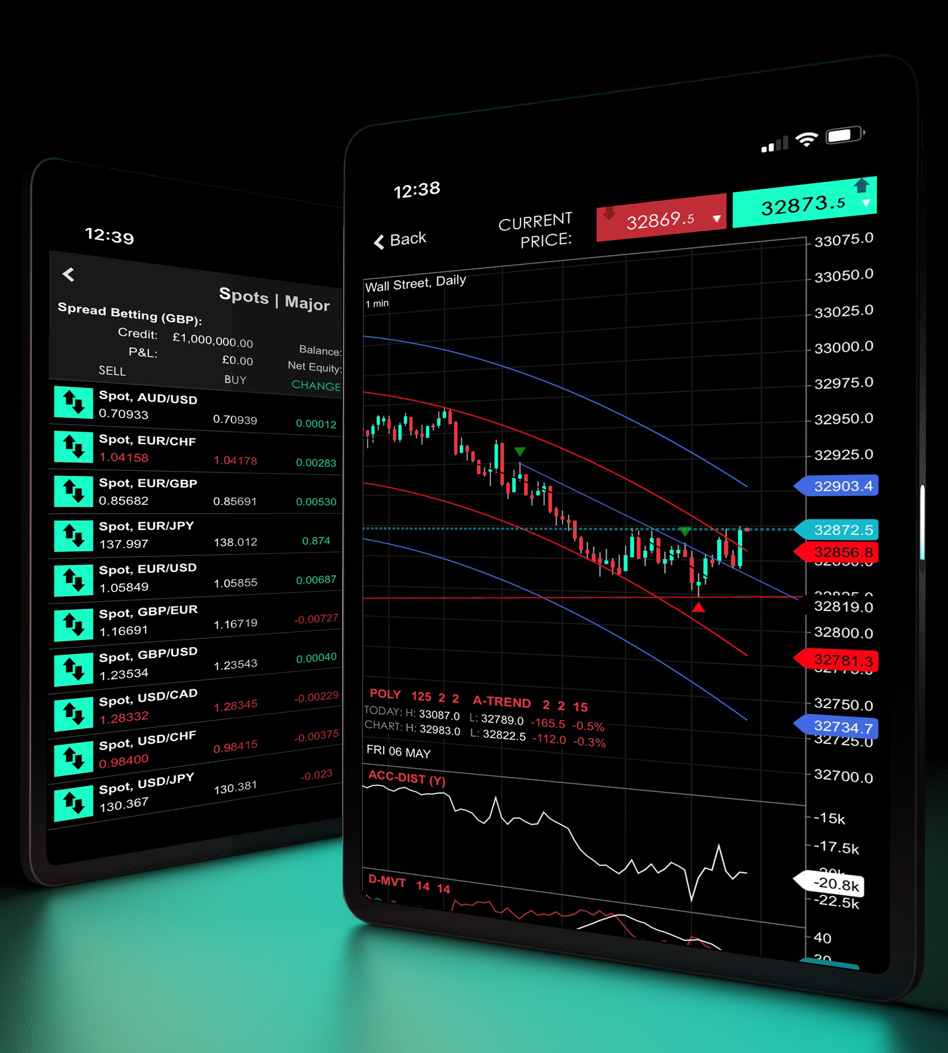 12:39
Spots | Major
Spread Betting (GBP):
Credit: £1,000,000.00 Balance:
P&L: £0.00 Net Equity:
SELL BUY CHANGE
Spot, AUD/USD
0.70933 0.70939 0.00012
Spot, EUR/CHF
1.04158 1.04178 0.00283
Spot, EUR/GBP
0.85682 0.85691 0.00530
Spot, EUR/JPY
137.997 138.012 0.874
Spot, EUR/USD
1.05849 1.05855 0.00687
Spot, GBP/EUR
1.16691 1.16719 -0.00727
Spot, GBP/USD
1.23534 1.23543 0.00040
Spot, USD/CAD
1.28332 1.28345 -0.00229
Spot, USD/CHF
0.98400 0.98415 -0.00375
Spot, USD/JPY
130.367 130.381 -0.023
12:38
Back
CURRENT
PRICE:
32869.5
32873.5
Wall Street, Daily
1 min
33075.0
33050.0
33025.0
33000.0
32975.0
32950.0
32925.0
32903.4
32872.5
32856.8
32819.0
32800.0
32781.3
32750.0
32734.7
32725.0
32700.0
POLY 125 2 2 A-TREND 2 2 15
TODAY: H: 33087.0 L: 32789.0 -165.5 -0.5%
CHART: H: 32983.0 L: 32822.5 -112.0 -0.3%
FRI 06 MAY
ACC-DIST (Y)
-15k
-17.5k
-20.8k
-22.5k
D-MVT 14 14
40